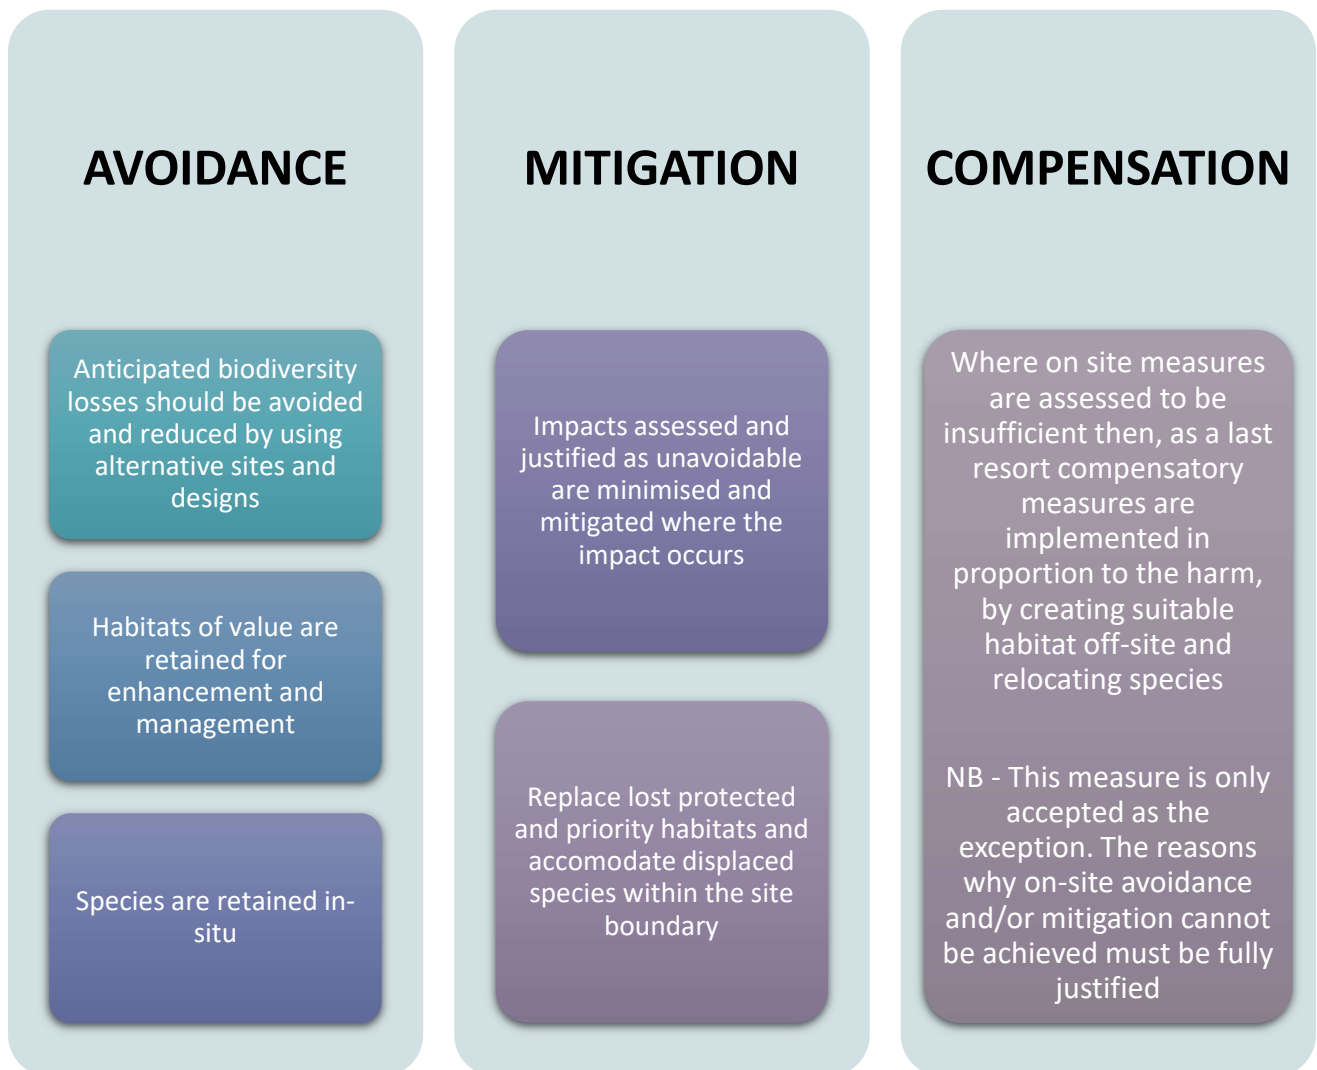 AVOIDANCE
Anticipated biodiversity
losses should be avoided
and reduced by using
alternative sites and
designs
Habitats of value are
retained for
enhancement and
management
Species are retained in-
situ
MITIGATION
Impacts assessed and
justified as unavoidable
are minimised and
mitigated where the
impact occurs
Replace lost protected
and priority habitats and
accomodate displaced
species within the site
boundary
COMPENSATION
Where on site measures
are assessed to be
insufficient then, as a last
resort compensatory
measures are
implemented in
proportion to the harm,
by creating suitable
habitat off-site and
relocating species
NB - This measure is only
accepted as the
exception. The reasons
why on-site avoidance
and/or mitigation cannot
be achieved must be fully
justified